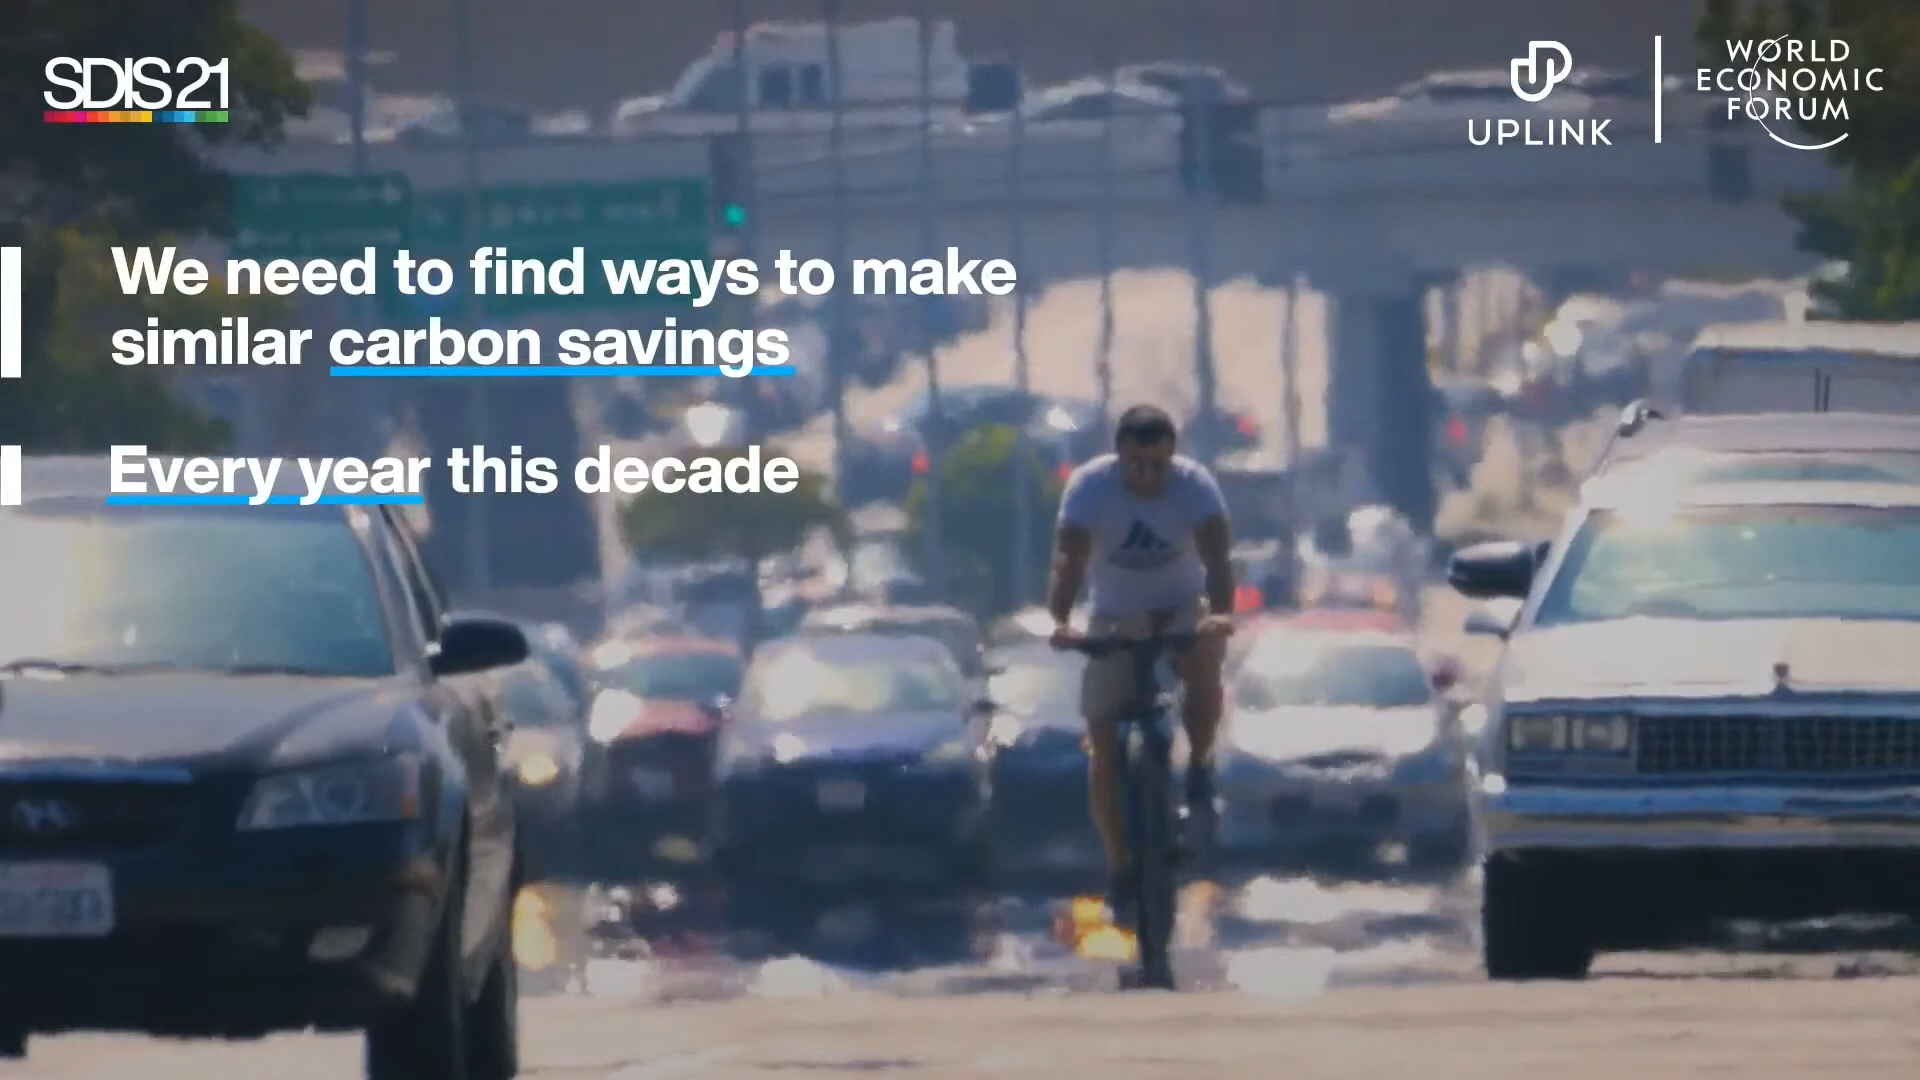 SDIS21
UPLINK
WORLD
ECONOMIC
FORUM
We need to find ways to make
similar carbon savings
Every year this decade